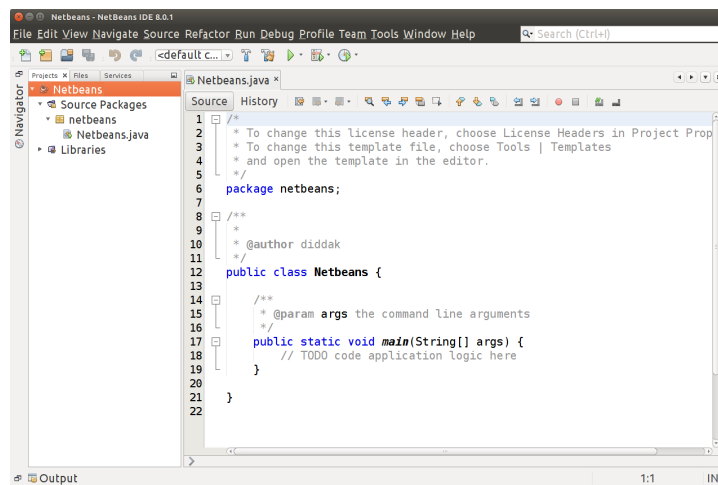 Netbeans - NetBeans IDE 8.0.1
File Edit View Navigate Source Refactor Run Debug Profile Team Tools Window Help
Search (Ctrl+I)
<default c...
Projects Files Services
Navigator
Netbeans
Source Packages
netbeans
Netbeans.java
Libraries
Netbeans.java
Source History
1 /*
2 * To change this license header, choose License Headers in Project Prop
3 * To change this template file, choose Tools | Templates
4 * and open the template in the editor.
5 */
6 package netbeans;
7
8 /**
9 *
10 * @author diddak
11 */
12 public class Netbeans {
13
14 /**
15 * @param args the command line arguments
16 */
17 public static void main(String[] args) {
18 // TODO code application logic here
19 }
20
21 }
22
Output
1:1 IN